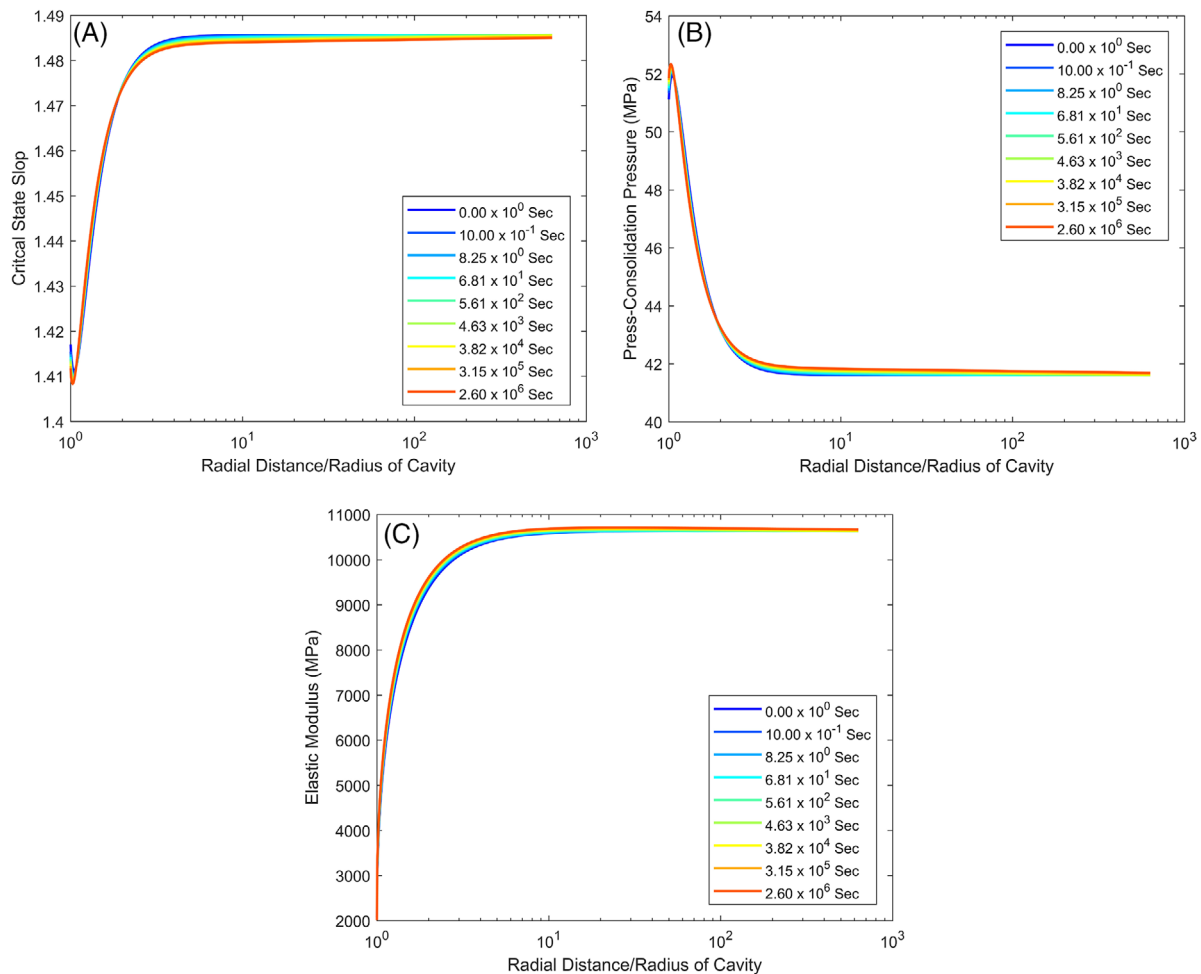 (A)
1.49
1.48
1.47
1.46
1.45
1.44
1.43
1.42
1.41
1.4
Critcal State Slop
0.00 x 10^0 Sec
10.00 x 10^-1 Sec
8.25 x 10^0 Sec
6.81 x 10^1 Sec
5.61 x 10^2 Sec
4.63 x 10^3 Sec
3.82 x 10^4 Sec
3.15 x 10^5 Sec
2.60 x 10^6 Sec
10^0 10^1 10^2 10^3
Radial Distance/Radius of Cavity
(B)
54
52
50
48
46
44
42
40
Press-Consolidation Pressure (MPa)
0.00 x 10^0 Sec
10.00 x 10^-1 Sec
8.25 x 10^0 Sec
6.81 x 10^1 Sec
5.61 x 10^2 Sec
4.63 x 10^3 Sec
3.82 x 10^4 Sec
3.15 x 10^5 Sec
2.60 x 10^6 Sec
10^0 10^1 10^2 10^3
Radial Distance/Radius of Cavity
(C)
11000
10000
9000
8000
7000
6000
5000
4000
3000
2000
Elastic Modulus (MPa)
0.00 x 10^0 Sec
10.00 x 10^-1 Sec
8.25 x 10^0 Sec
6.81 x 10^1 Sec
5.61 x 10^2 Sec
4.63 x 10^3 Sec
3.82 x 10^4 Sec
3.15 x 10^5 Sec
2.60 x 10^6 Sec
10^0 10^1 10^2 10^3
Radial Distance/Radius of Cavity